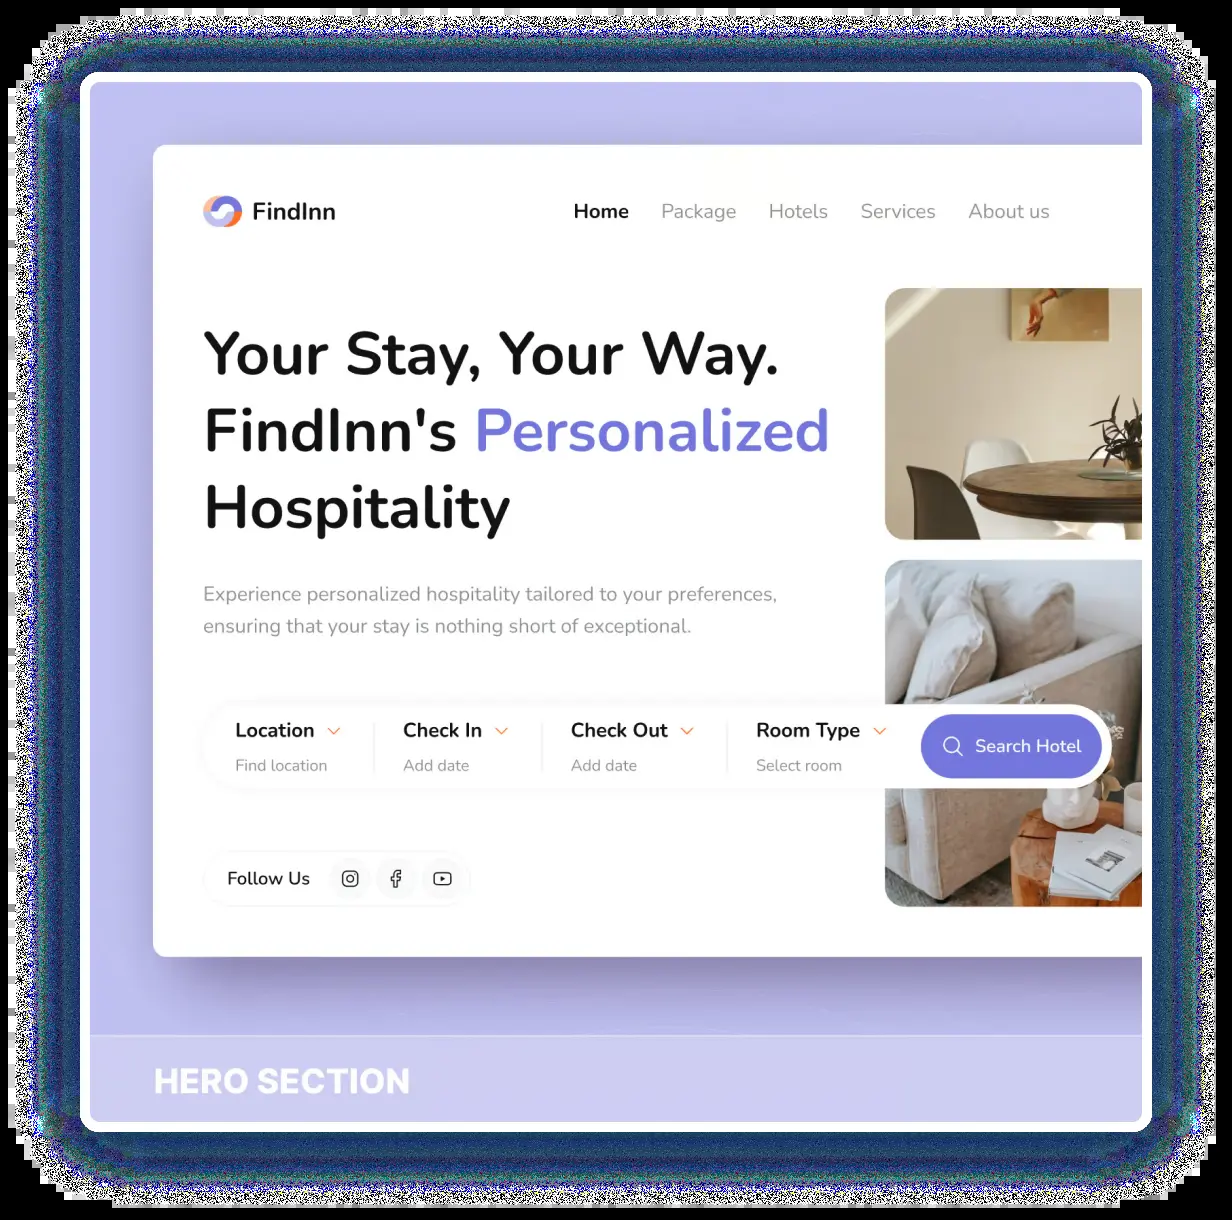 FindInn
Home Package Hotels Services About us
Your Stay, Your Way.
FindInn's Personalized
Hospitality
Experience personalized hospitality tailored to your preferences,
ensuring that your stay is nothing short of exceptional.
Location Check In Check Out Room Type
Find location Add date Add date Select room
Search Hotel
Follow Us
HERO SECTION